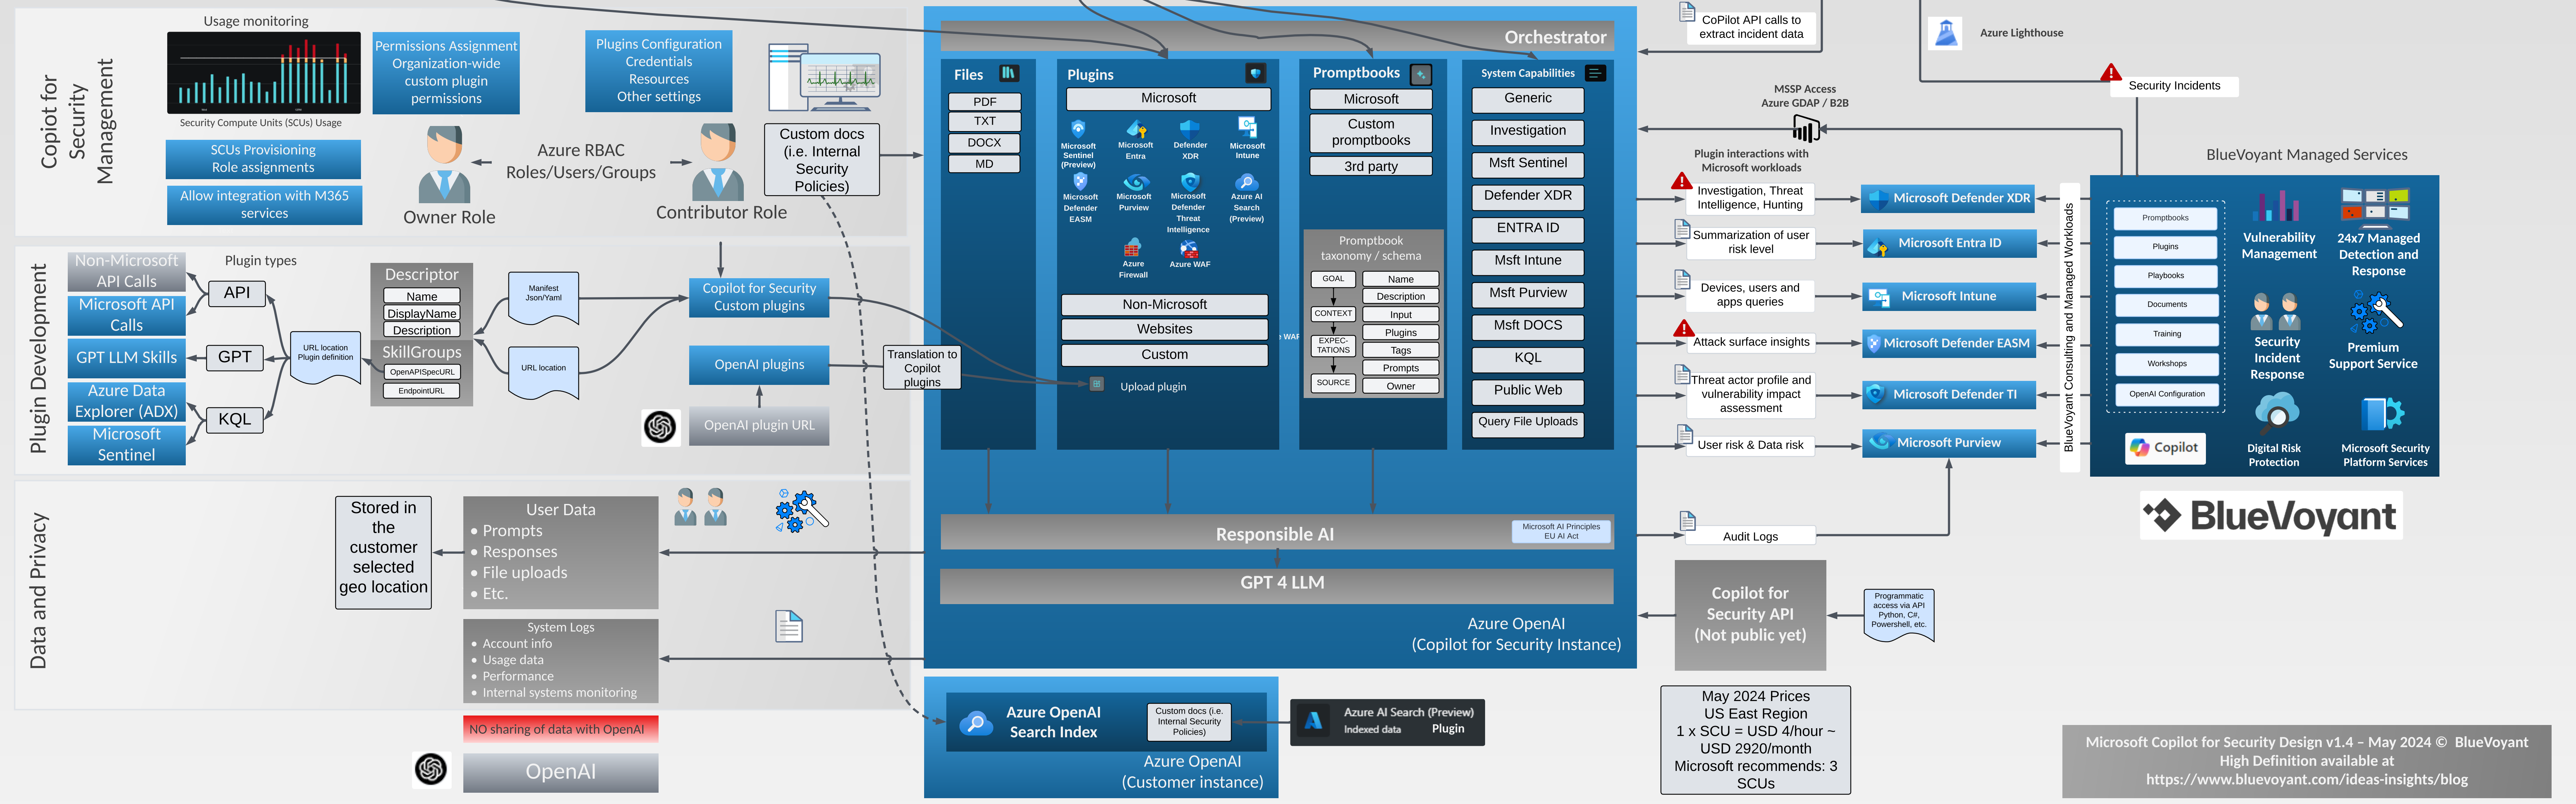 Copiot for
Security
Management
Usage monitoring
Security Compute Units (SCUs) Usage
SCUs Provisioning
Role assignments
Allow integration with M365
services
Permissions Assignment
Organization-wide
custom plugin
permissions
Plugins Configuration
Credentials
Resources
Other settings
Azure RBAC
Roles/Users/Groups
Owner Role
Contributor Role
Custom docs
(i.e. Internal
Security
Policies)
Plugin Development
Non-Microsoft
API Calls
Microsoft API
Calls
GPT LLM Skills
Azure Data
Explorer (ADX)
Microsoft
Sentinel
Plugin types
API
GPT
KQL
URL location
Plugin definition
Descriptor
Name
DisplayName
Description
SkillGroups
OpenAPISpecURL
EndpointURL
Manifest
Json/Yaml
URL location
Copilot for Security
Custom plugins
OpenAI plugins
OpenAI plugin URL
Translation to
Copilot
plugins
Data and Privacy
Stored in
the
customer
selected
geo location
User Data
• Prompts
• Responses
• File uploads
• Etc.
System Logs
• Account info
• Usage data
• Performance
• Internal systems monitoring
NO sharing of data with OpenAI
OpenAI
Orchestrator
Files
PDF
TXT
DOCX
MD
Plugins
Microsoft
Microsoft
Sentinel
(Preview)
Microsoft
Entra
Defender
XDR
Microsoft
Intune
Microsoft
Defender
EASM
Microsoft
Purview
Microsoft
Defender
Threat
Intelligence
Azure AI
Search
(Preview)
Azure
Firewall
Azure WAF
Non-Microsoft
Websites
Custom
Upload plugin
e WAF
Promptbooks
Microsoft
Custom
promptbooks
3rd party
Promptbook
taxonomy / schema
GOAL
CONTEXT
EXPEC-
TATIONS
SOURCE
Name
Description
Input
Plugins
Tags
Prompts
Owner
System Capabilities
Generic
Investigation
Msft Sentinel
Defender XDR
ENTRA ID
Msft Intune
Msft Purview
Msft DOCS
KQL
Public Web
Query File Uploads
Responsible AI
Microsoft AI Principles
EU AI Act
GPT 4 LLM
Azure OpenAI
(Copilot for Security Instance)
Azure OpenAI
Search Index
Custom docs (i.e.
Internal Security
Policies)
Azure OpenAI
(Customer instance)
Azure AI Search (Preview)
Indexed data
Plugin
CoPilot API calls to
extract incident data
Azure Lighthouse
Security Incidents
MSSP Access
Azure GDAP / B2B
Plugin interactions with
Microsoft workloads
Investigation, Threat
Intelligence, Hunting
Microsoft Defender XDR
Summarization of user
risk level
Microsoft Entra ID
Devices, users and
apps queries
Microsoft Intune
Attack surface insights
Microsoft Defender EASM
Threat actor profile and
vulnerability impact
assessment
Microsoft Defender TI
User risk & Data risk
Microsoft Purview
Audit Logs
BlueVoyant Consulting and Managed Workloads
BlueVoyant Managed Services
Promptbooks
Plugins
Playbooks
Documents
Training
Workshops
OpenAI Configuration
Copilot
Vulnerability
Management
24x7 Managed
Detection and
Response
Security
Incident
Response
Premium
Support Service
Digital Risk
Protection
Microsoft Security
Platform Services
BlueVoyant
Copilot for
Security API
(Not public yet)
Programmatic
access via API
Python, C#,
Powershell, etc.
May 2024 Prices
US East Region
1 x SCU = USD 4/hour ~
USD 2920/month
Microsoft recommends: 3
SCUs
Microsoft Copilot for Security Design v1.4 – May 2024 © BlueVoyant
High Definition available at
https://www.bluevoyant.com/ideas-insights/blog